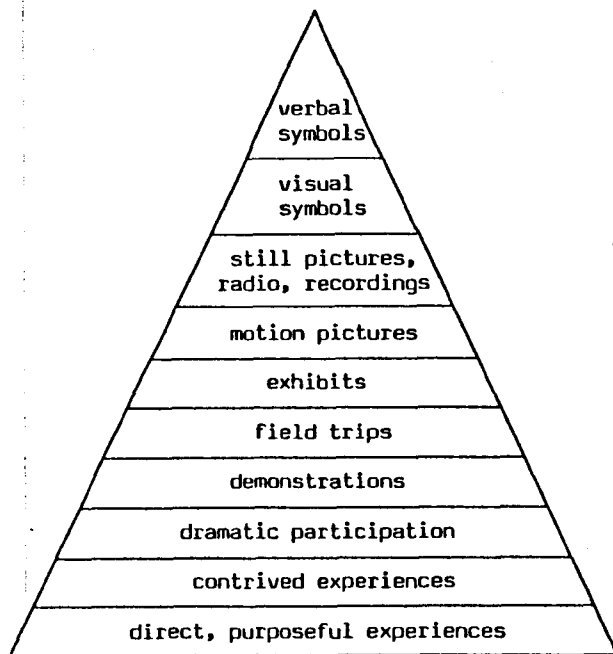 verbal
symbols
visual
symbols
still pictures,
radio, recordings
motion pictures
exhibits
field trips
demonstrations
dramatic participation
contrived experiences
direct, purposeful experiences